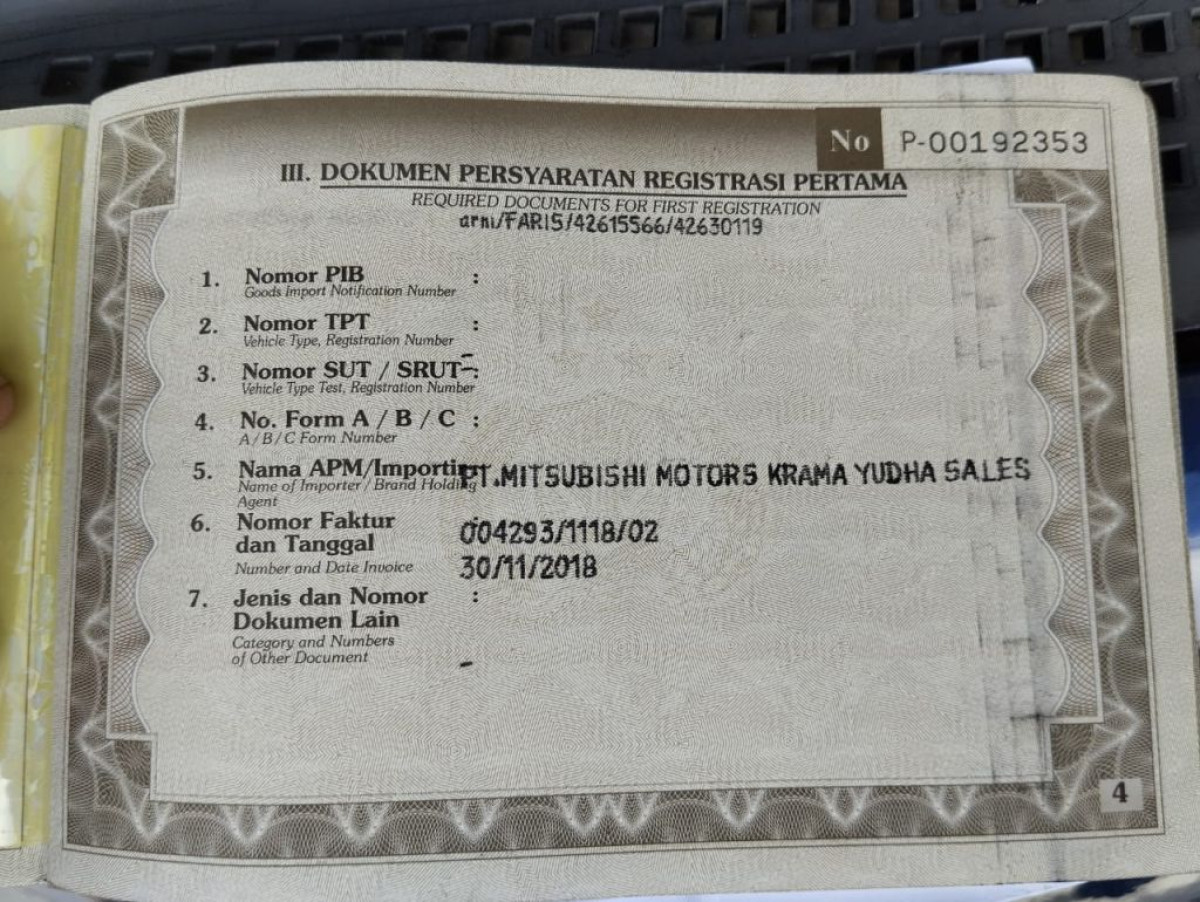 No P-00192353
III. DOKUMEN PERSYARATAN REGISTRASI PERTAMA
REQUIRED DOCUMENTS FOR FIRST REGISTRATION
arni/FARIS/42615566/42630119
1. Nomor PIB :
Goods Import Notification Number
2. Nomor TPT :
Vehicle Type, Registration Number
-
3. Nomor SUT / SRUT-:
Vehicle Type Test, Registration Number
4. No. Form A / B / C :
A / B / C Form Number
5. Nama APM/Importir PT.MITSUBISHI MOTORS KRAMA YUDHA SALES
Name of Importer / Brand Holding
Agent
6. Nomor Faktur : 004293/1118/02
dan Tanggal
Number and Date Invoice 30/11/2018
7. Jenis dan Nomor :
Dokumen Lain
Category and Numbers
of Other Document -
4